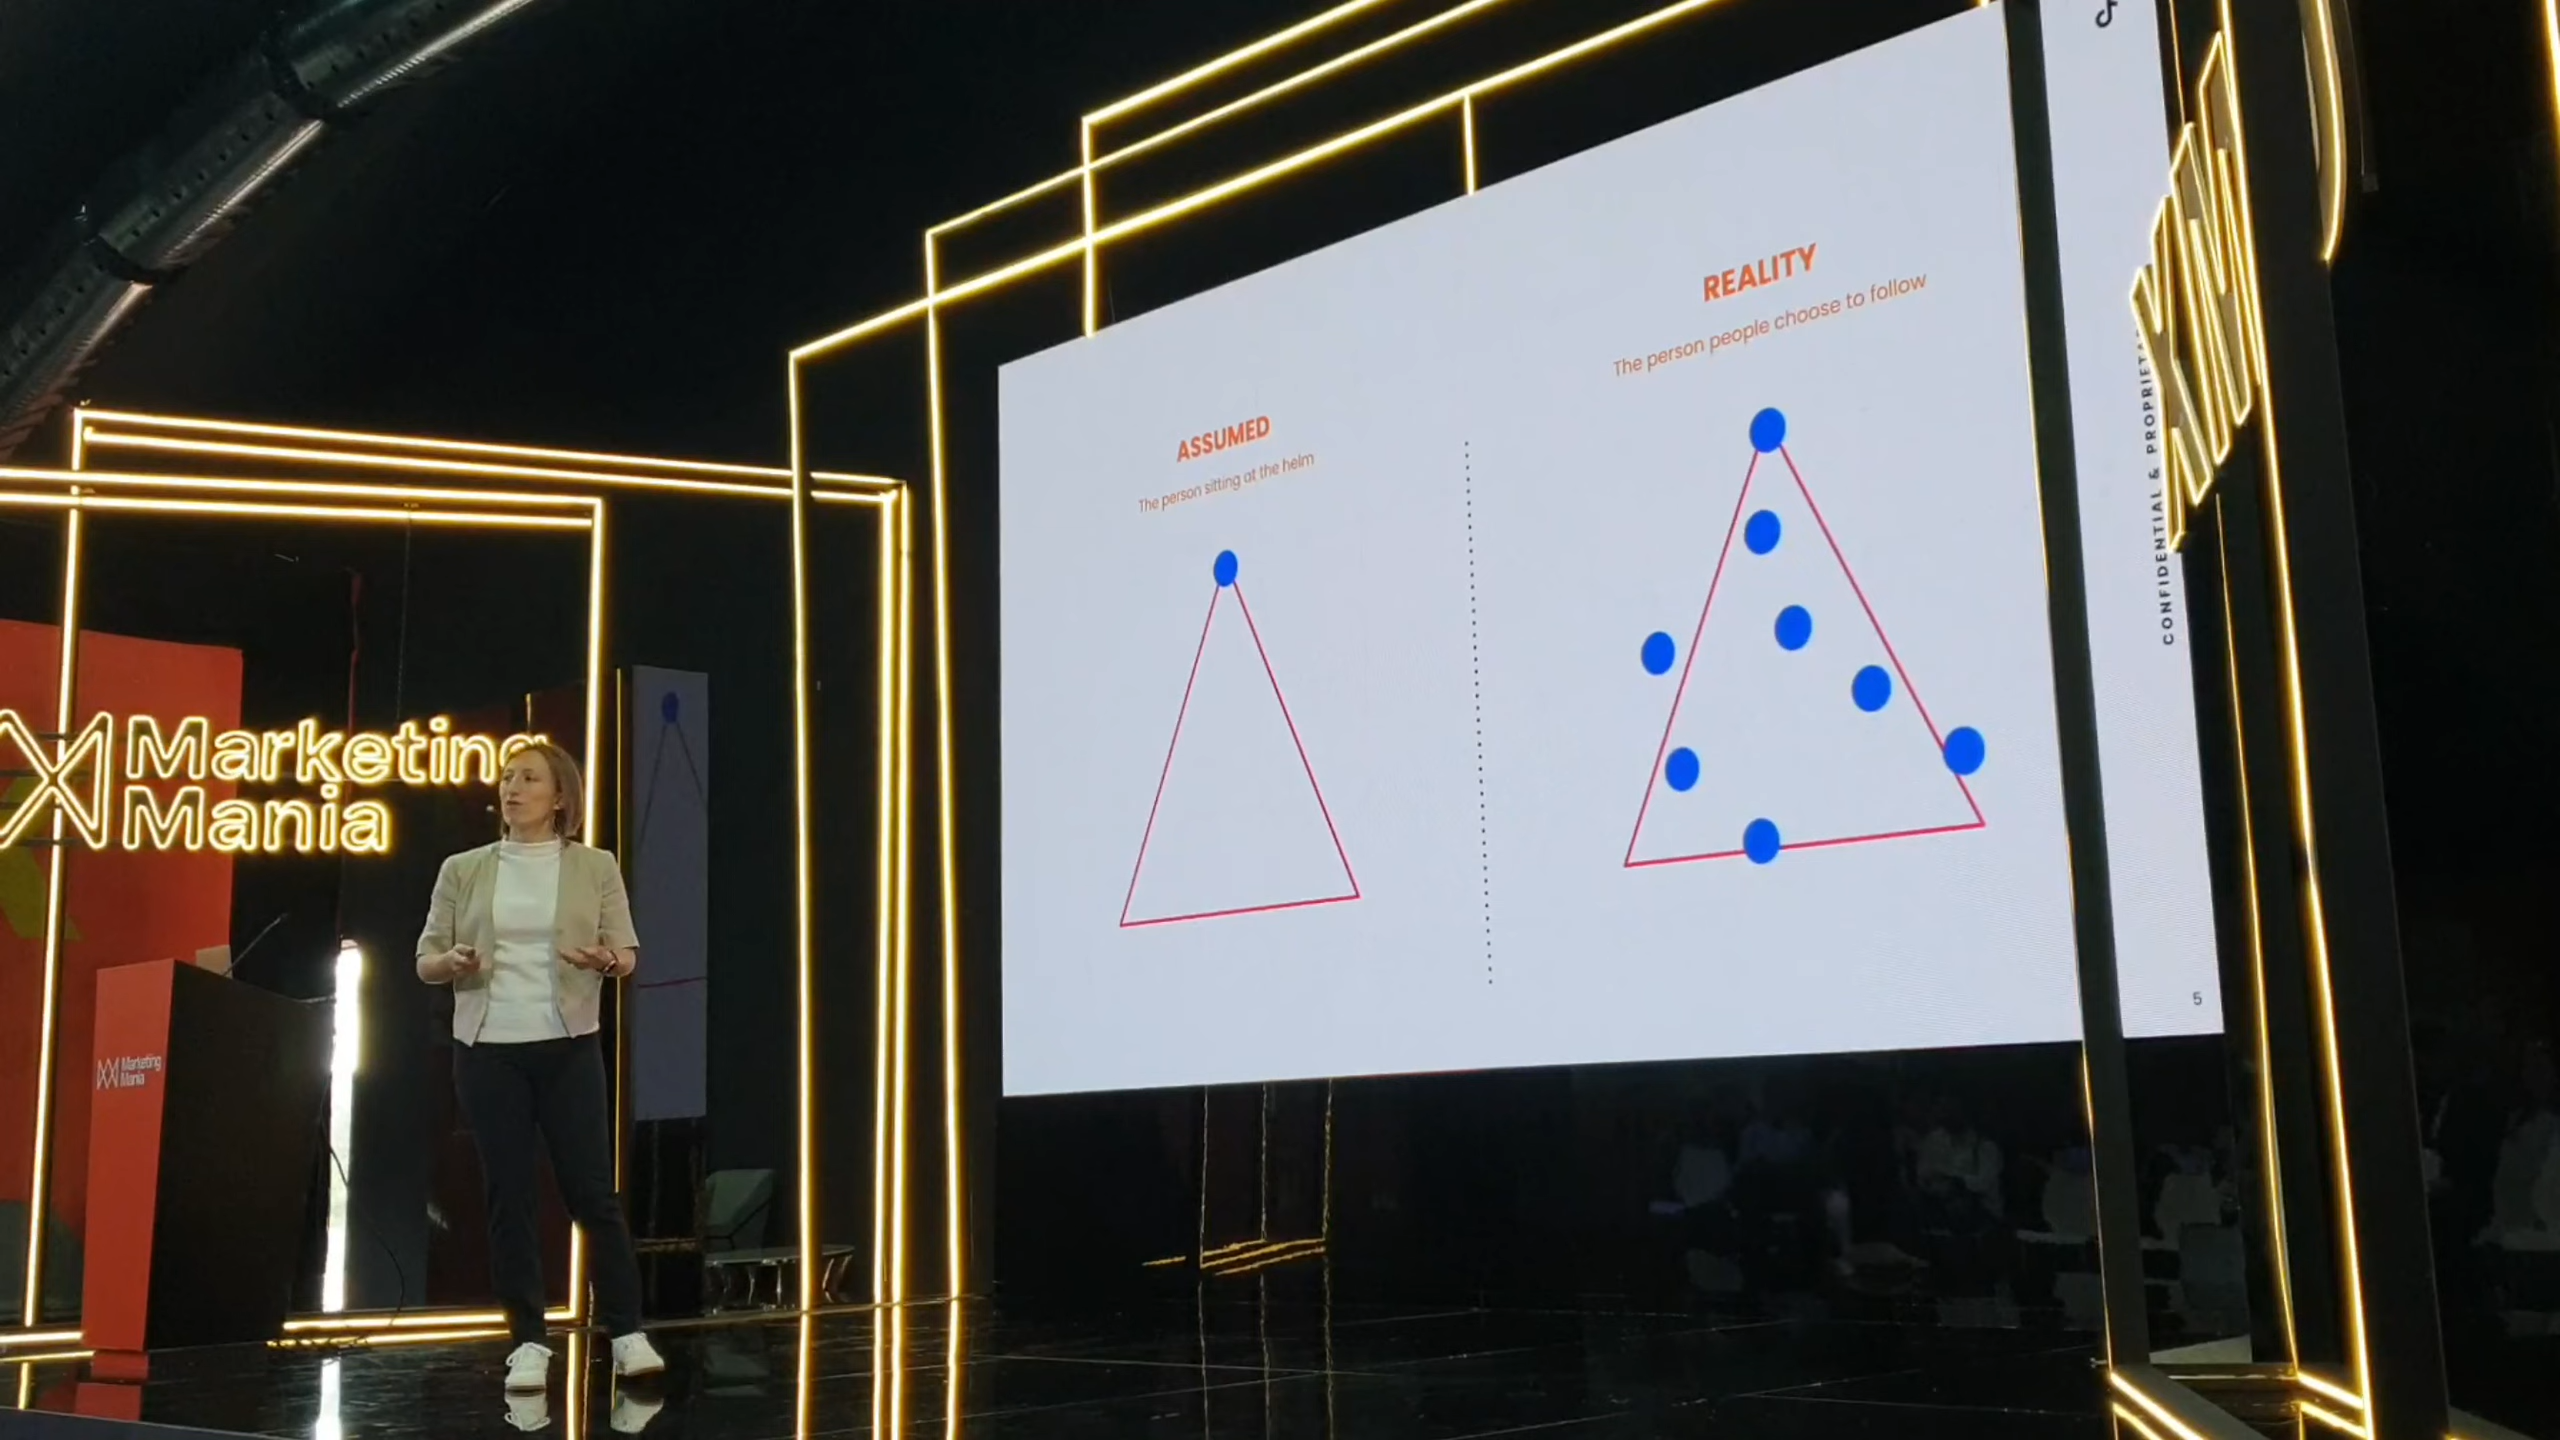 Marketing
Mania
Marketing
Mania
ASSUMED
The person sitting at the helm
REALITY
The person people choose to follow
CONFIDENTIAL &
5